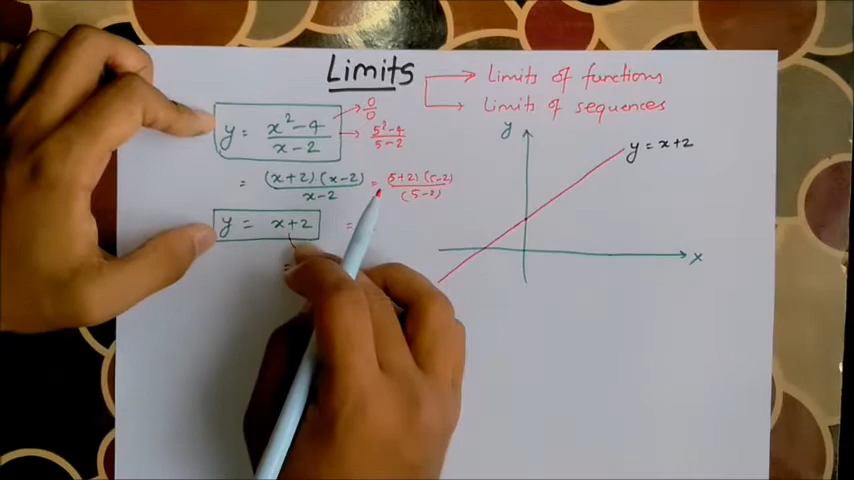 Limits
Limits of functions
Limits of sequences
y = x²-4 / x-2
0/0
5²-4 / 5-2
= (x+2)(x-2) / x-2 = (5+2)(5-2) / (5-2)
y = x+2
=
=
y
y = x+2
x